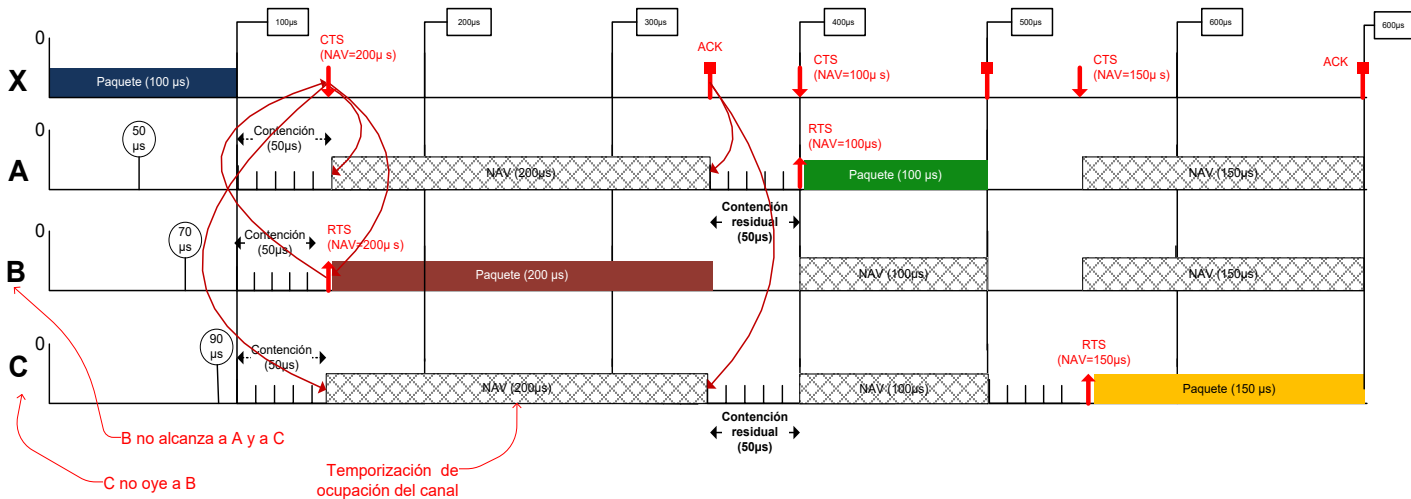 100µs
200µs
300µs
400µs
500µs
600µs
600µs
0
X
Paquete (100 µs)
CTS
(NAV=200µ s)
ACK
CTS
(NAV=100µ s)
CTS
(NAV=150µ s)
ACK
0
A
50
µs
Contención
(50µs)
NAV (200µs)
RTS
(NAV=100µs)
Paquete (100 µs)
NAV (150µs)
Contención
residual
(50µs)
0
B
70
µs
Contención
(50µs)
RTS
(NAV=200µ s)
Paquete (200 µs)
NAV (100µs)
NAV (150µs)
0
C
90
µs
Contención
(50µs)
NAV (200µs)
NAV (100µs)
RTS
(NAV=150µs)
Paquete (150 µs)
Contención
residual
(50µs)
B no alcanza a A y a C
C no oye a B
Temporización de
ocupación del canal